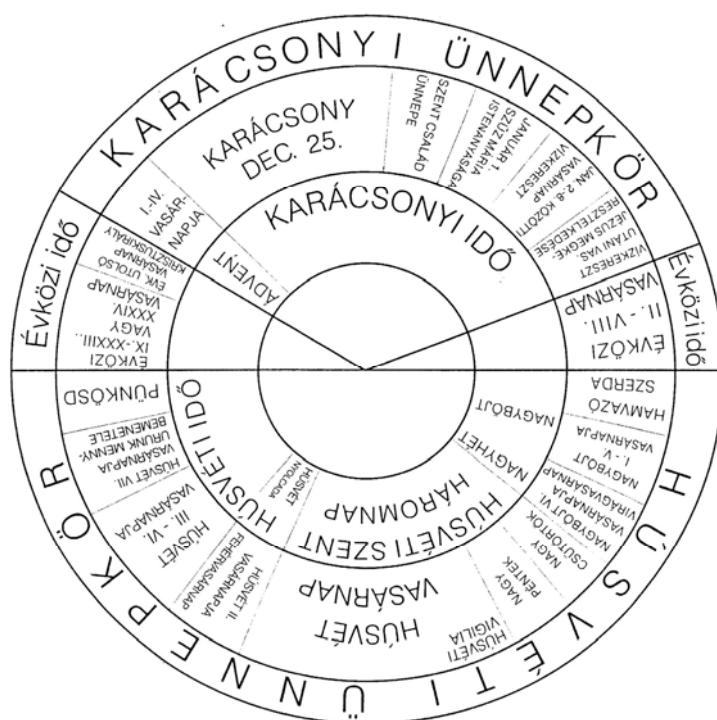 KARÁCSONYI ÜNNEPKÖR
I.-IV.
VASÁR-
NAPJA
KARÁCSONY
DEC. 25.
SZENT CSALÁD
ÜNNEPE
JANUÁR 1.
SZŰZ MÁRIA
ISTENANYASÁGA
JAN. 2-8. KÖZÖTTI
VASÁRNAP
VÍZKERESZT
VÍZKERESZT
UTÁNI VAS.
JÉZUS MEGKE-
RESZTELKEDÉSE
ÁDVENT
KARÁCSONYI IDŐ
Évközi idő
ÉVKÖZI
II. - VIII.
VASÁRNAP
HÚSVÉTI ÜNNEPKÖR
HAMVAZÓ
SZERDA
NAGYBÖJT
I. - V.
VASÁRNAPJA
NAGYBÖJT VI.
VASÁRNAPJA
VIRÁGVASÁRNAP
NAGY
CSÜTÖRTÖK
NAGY
PÉNTEK
HÚSVÉTI
VIGÍLIA
HÚSVÉT
VASÁRNAP
HÚSVÉT II.
VASÁRNAPJA
FEHÉRVASÁRNAP
HÚSVÉT
III. - VI.
VASÁRNAPJA
HÚSVÉT VII.
VASÁRNAPJA
URUNK MENNY-
BEMENETELE
PÜNKÖSD
NAGYBÖJT
NAGYHÉT
HÚSVÉTI SZENT
HÁROMNAP
HÚSVÉT
NYOLCADA
HÚSVÉTI IDŐ
Évközi idő
ÉVKÖZI
IX.-XXXIII.
VAGY
XXXIV.
VASÁRNAP
ÉVK. UTOLSÓ
VASÁRNAP
KRISZTUSKIRÁLY